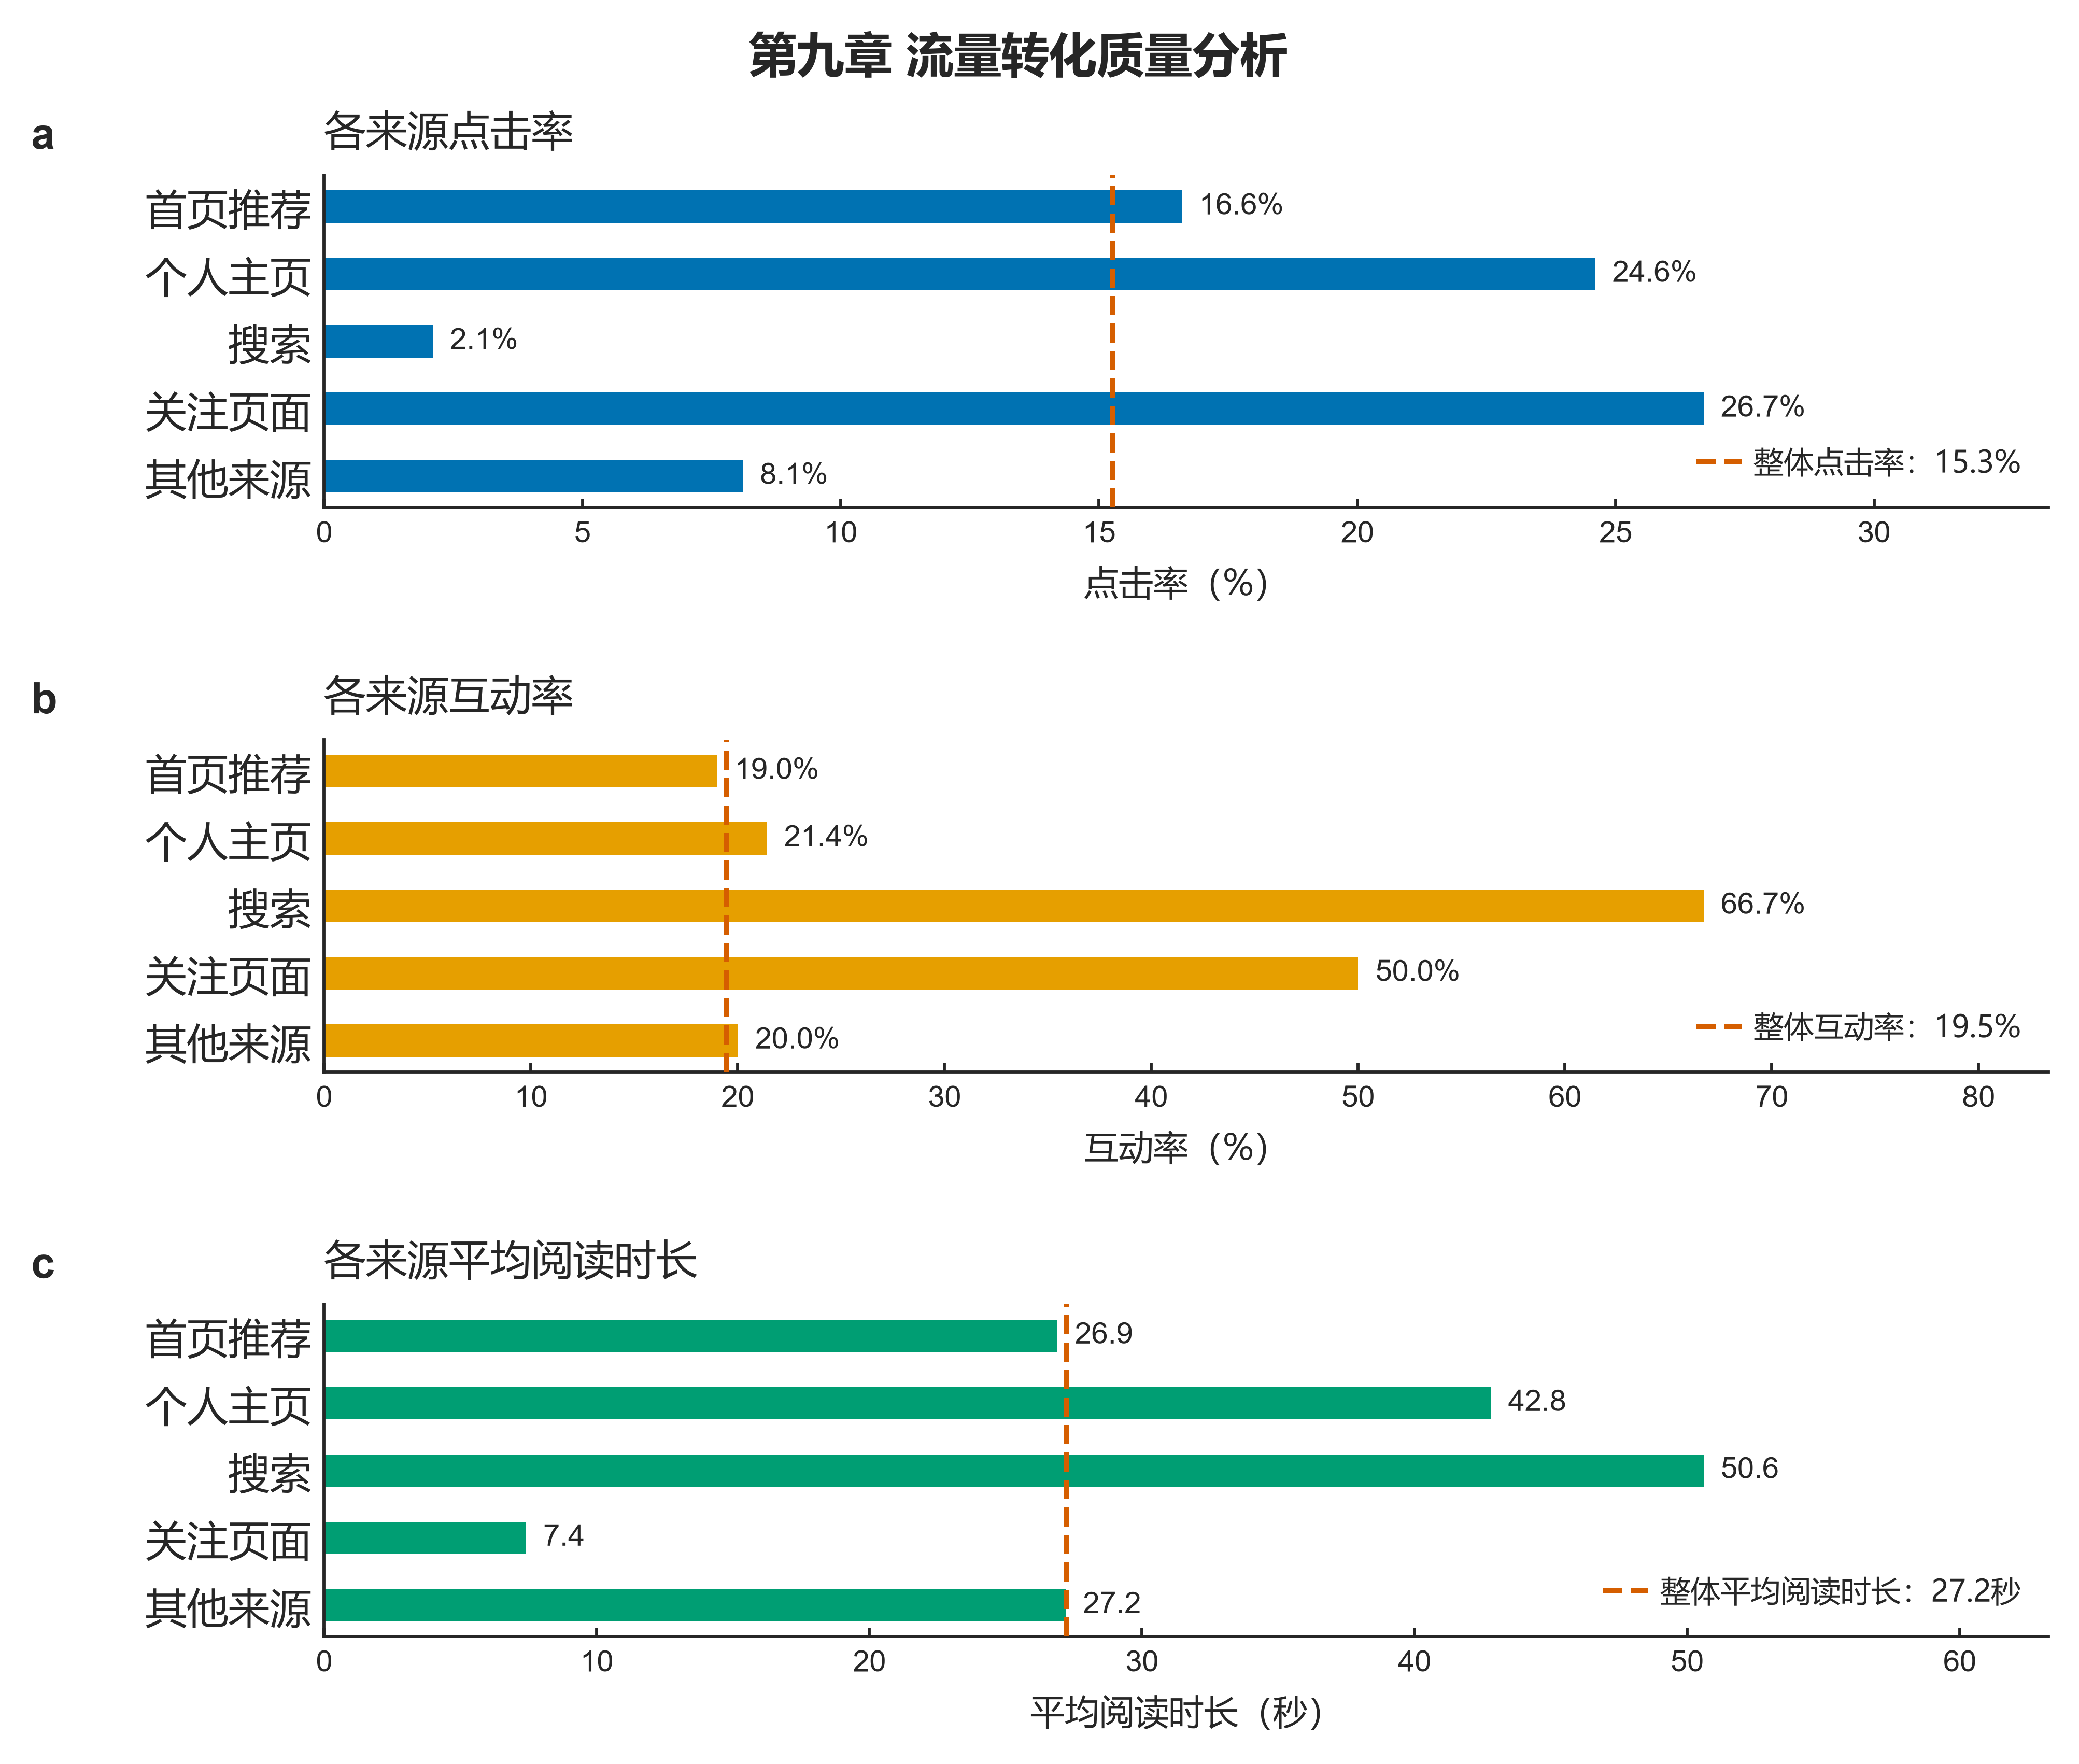 第九章 流量转化质量分析
a
各来源点击率
首页推荐
16.6%
个人主页
24.6%
搜索
2.1%
关注页面
26.7%
其他来源
8.1%
整体点击率：15.3%
0 5 10 15 20 25 30
点击率（%）
b
各来源互动率
首页推荐
19.0%
个人主页
21.4%
搜索
66.7%
关注页面
50.0%
其他来源
20.0%
整体互动率：19.5%
0 10 20 30 40 50 60 70 80
互动率（%）
c
各来源平均阅读时长
首页推荐
26.9
个人主页
42.8
搜索
50.6
关注页面
7.4
其他来源
27.2
整体平均阅读时长：27.2秒
0 10 20 30 40 50 60
平均阅读时长（秒）